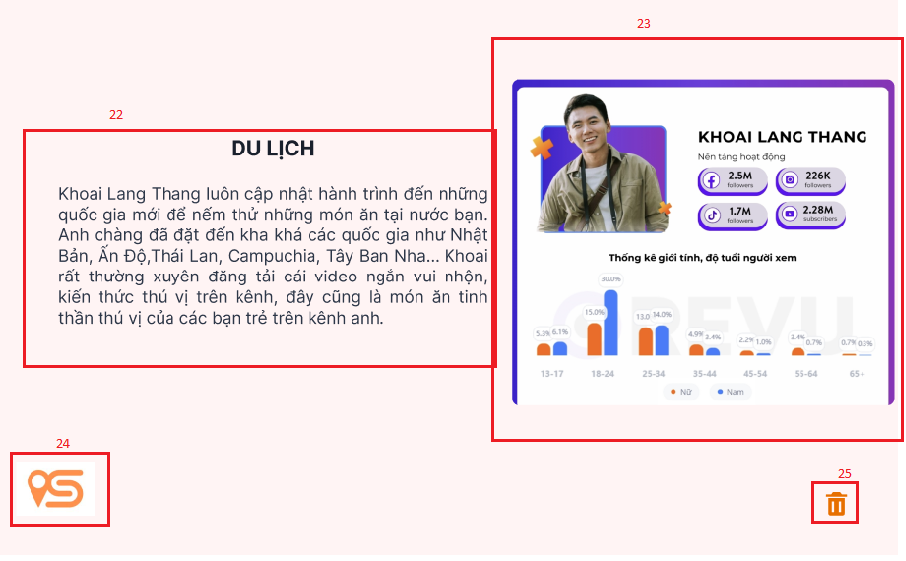 23
22
DU LỊCH
Khoai Lang Thang luôn cập nhật hành trình đến những
quốc gia mới để nếm thử những món ăn tại nước bạn.
Anh chàng đã đặt đến kha khá các quốc gia như Nhật
Bản, Ấn Độ,Thái Lan, Campuchia, Tây Ban Nha... Khoai
rất thường xuyên đăng tải cái video ngắn vui nhộn,
kiến thức thú vị trên kênh, đây cũng là món ăn tinh
thần thú vị của các bạn trẻ trên kênh anh.
KHOAI LANG THANG
Nền tảng hoạt động
2.5M
followers
226K
followers
1.7M
followers
2.28M
subscribers
Thống kê giới tính, độ tuổi người xem
REVU
5.3% 6.1% 15.0% 30.0% 13.0 14.0% 4.9% 3.4% 2.2% 1.0% 3.4% 0.7% 0.7%
13-17 18-24 25-34 35-44 45-54 55-64 65+
Nữ Nam
24
25